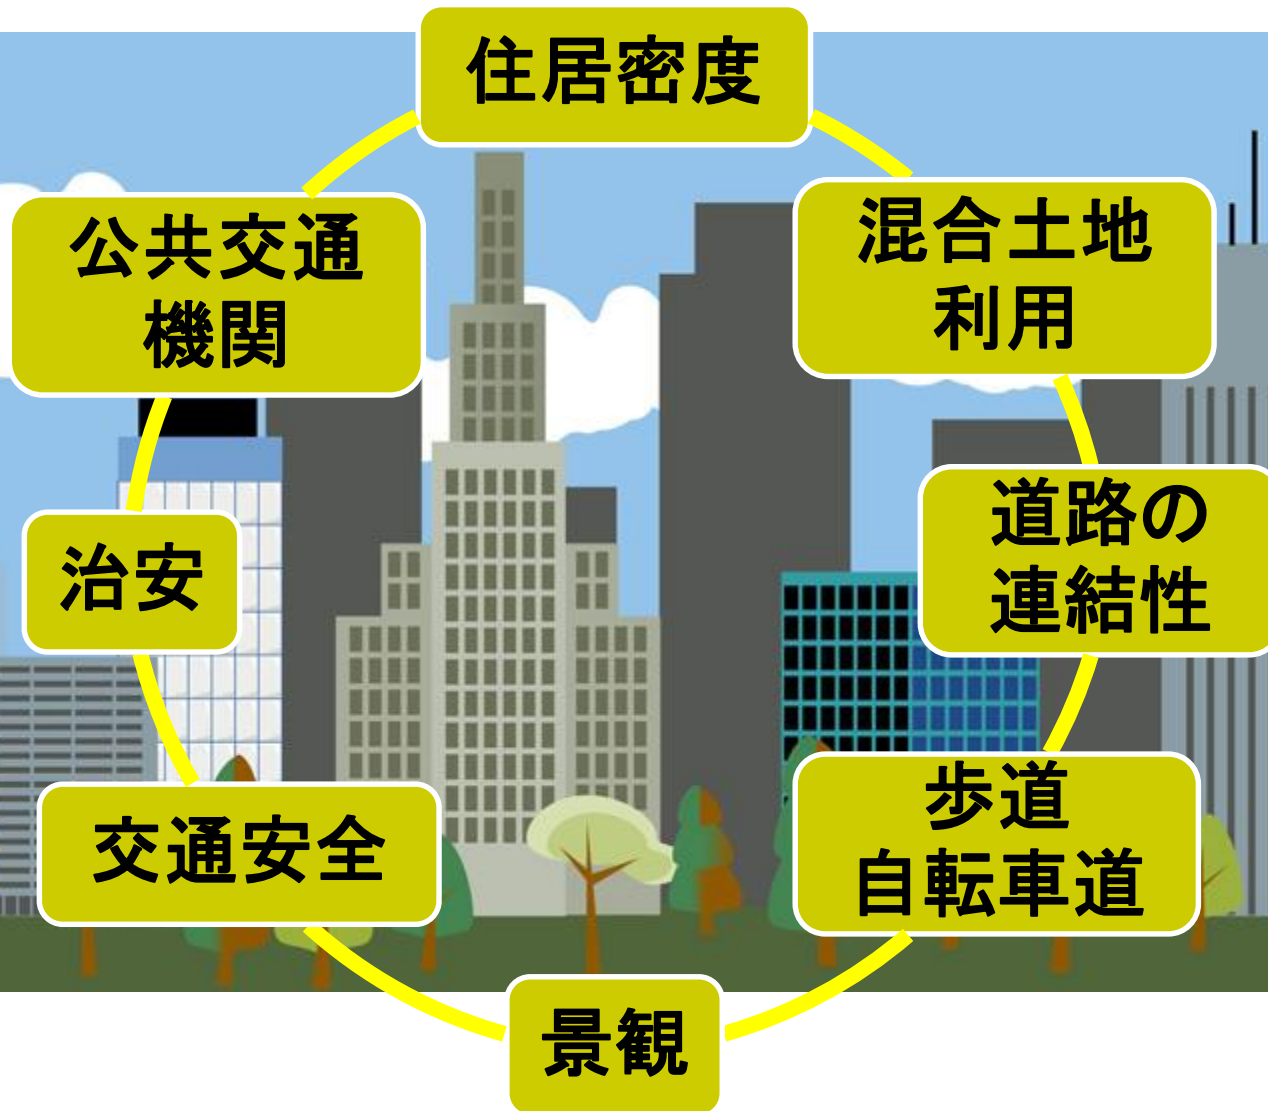 住居密度
混合土地
利用
道路の
連結性
歩道
自転車道
景観
交通安全
治安
公共交通
機関